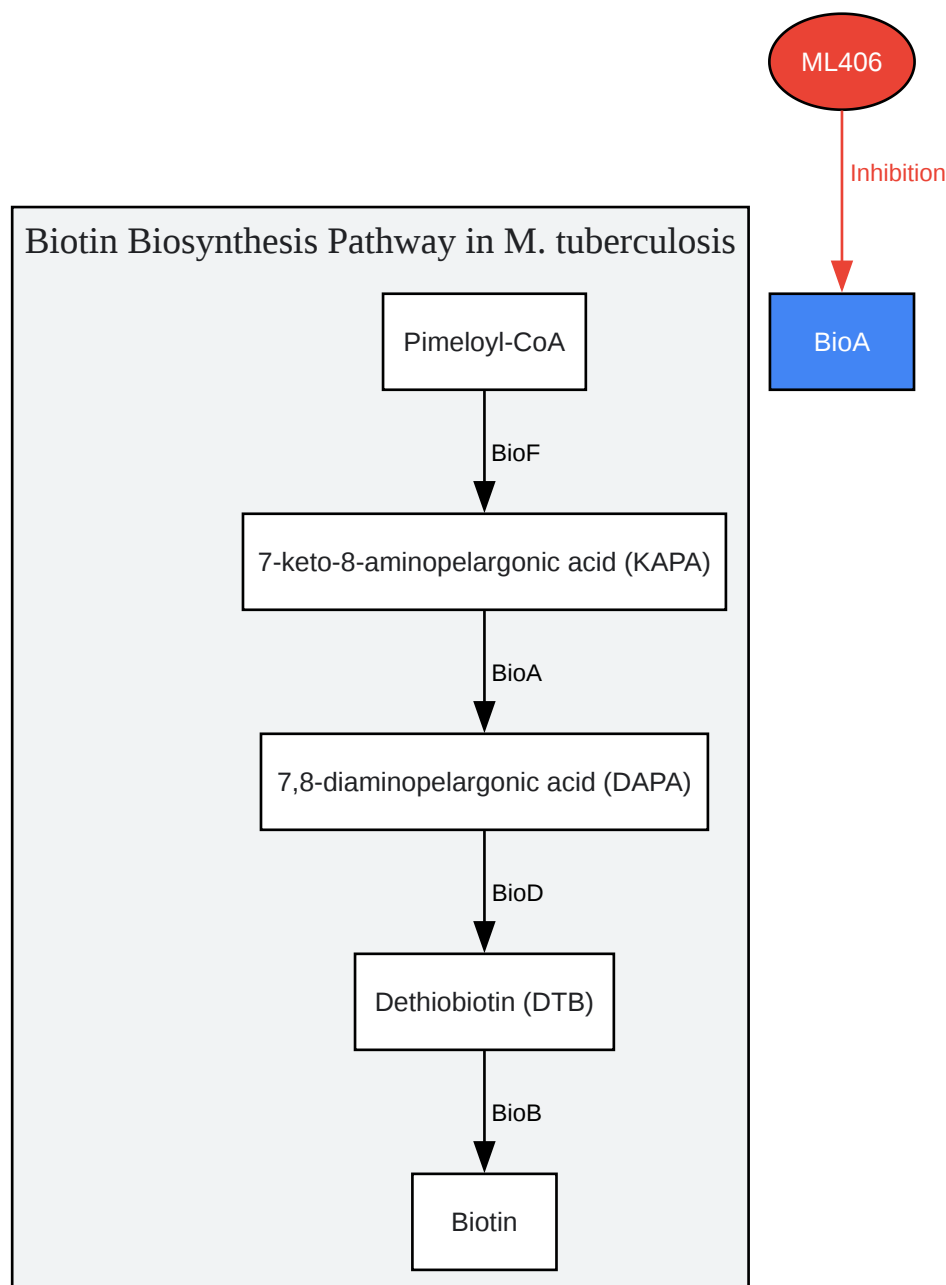 ML406
Inhibition
Biotin Biosynthesis Pathway in M. tuberculosis
Pimeloyl-CoA
BioA
BioF
7-keto-8-aminopelargonic acid (KAPA)
BioA
7,8-diaminopelargonic acid (DAPA)
BioD
Dethiobiotin (DTB)
BioB
Biotin